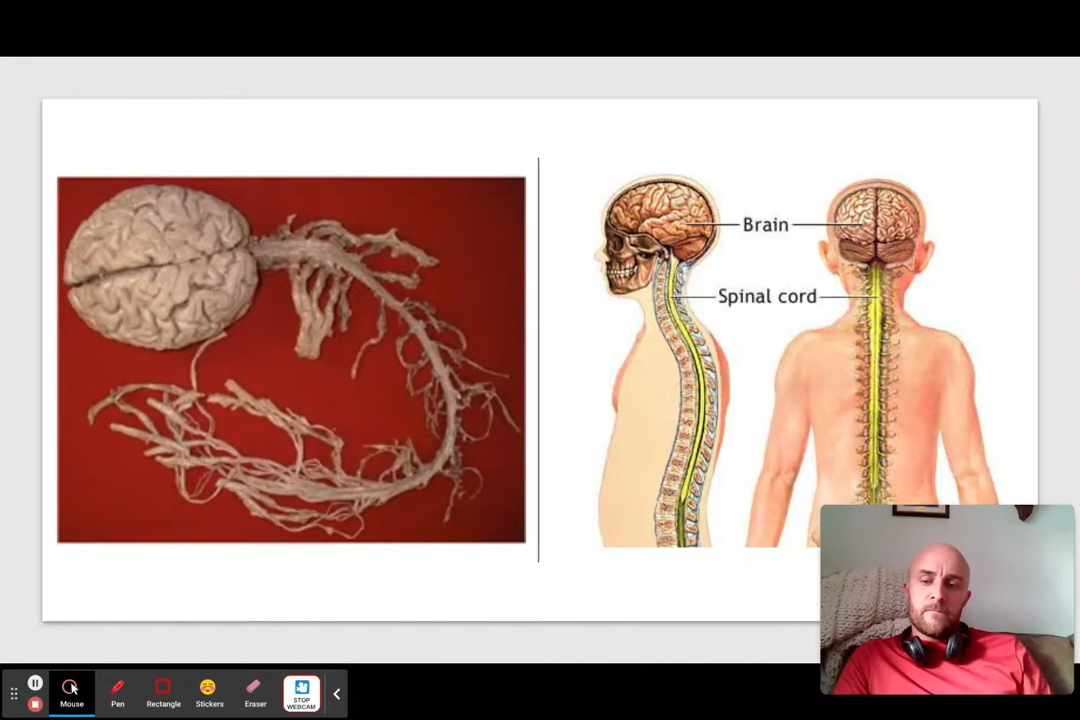 Brain
Spinal cord
Mouse
Pen
Rectangle
Stickers
Eraser
STOP
WEBCAM